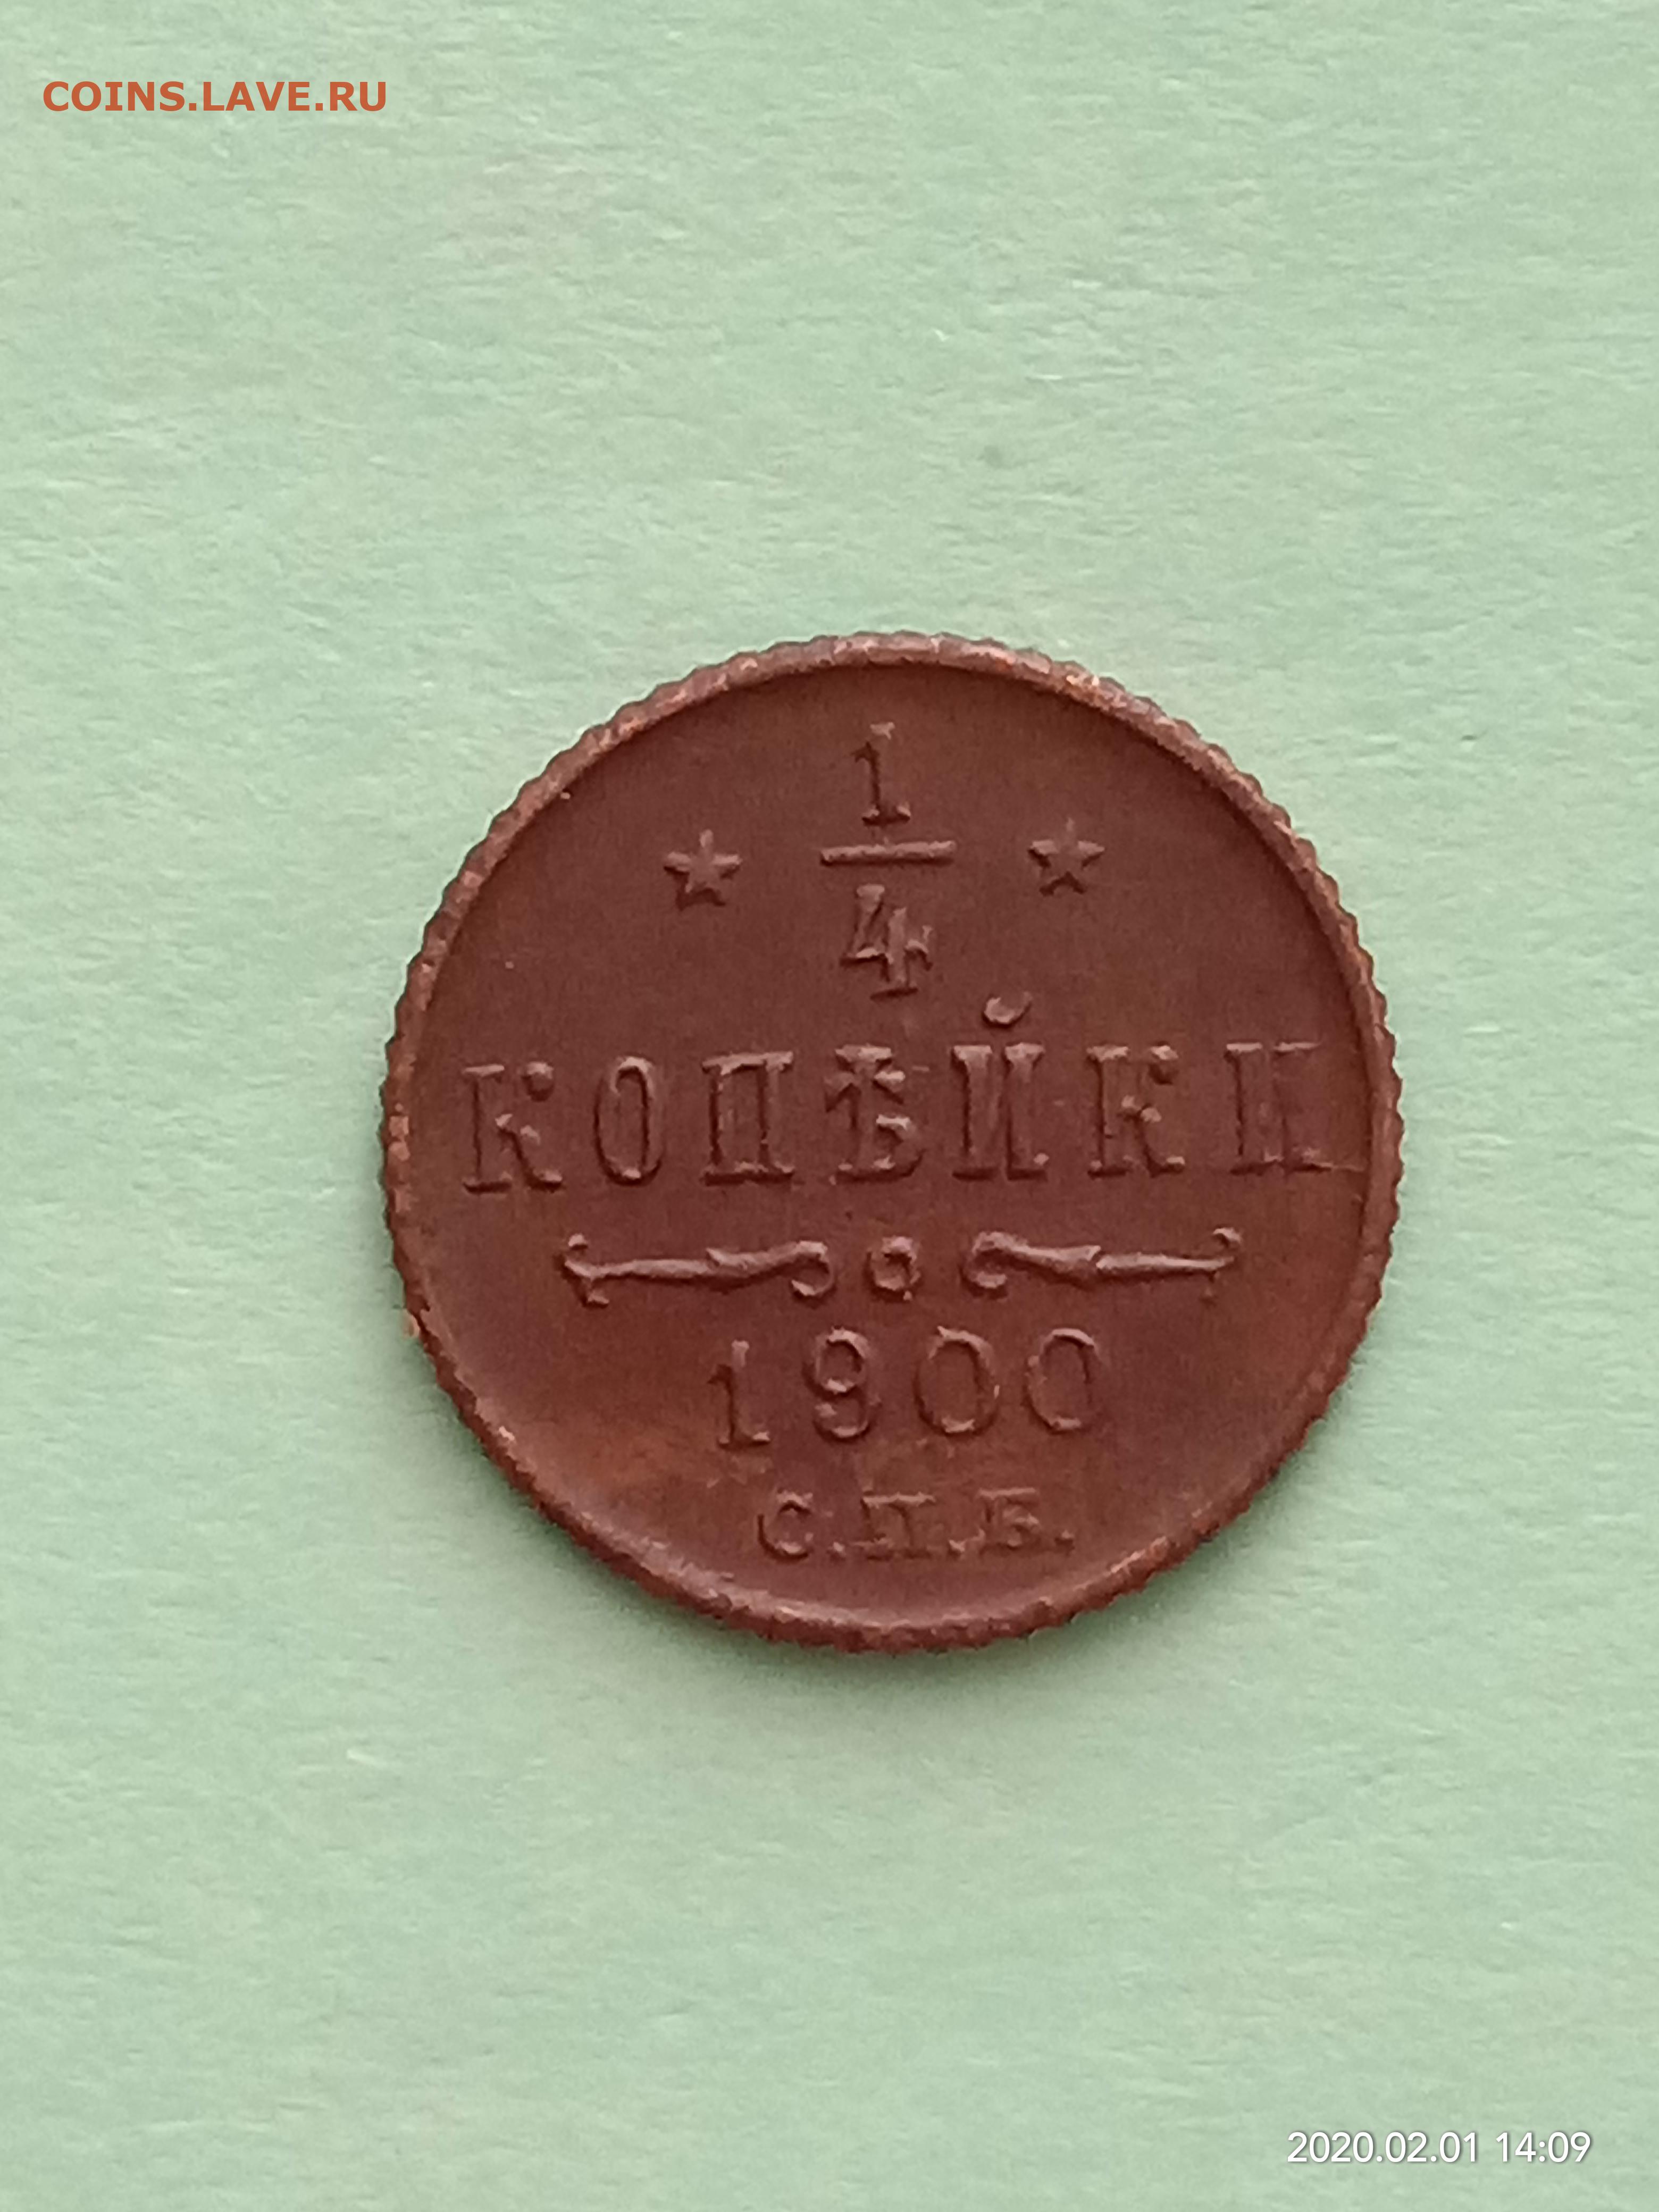 COINS.LAVE.RU
1
4
КОПѢЙКИ
1900
С.П.Б.
2020.02.01 14:09